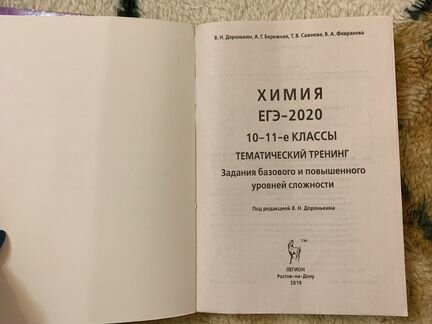 В. Н. Доронькин, А. Г. Бережная, Т. В. Сажнева, В. А. Февралева
ХИМИЯ
ЕГЭ–2020
10–11-е КЛАССЫ
ТЕМАТИЧЕСКИЙ ТРЕНИНГ
Задания базового и повышенного
уровней сложности
Под редакцией В. Н. Доронькина
TM
ЛЕГИОН
Ростов-на-Дону
2019